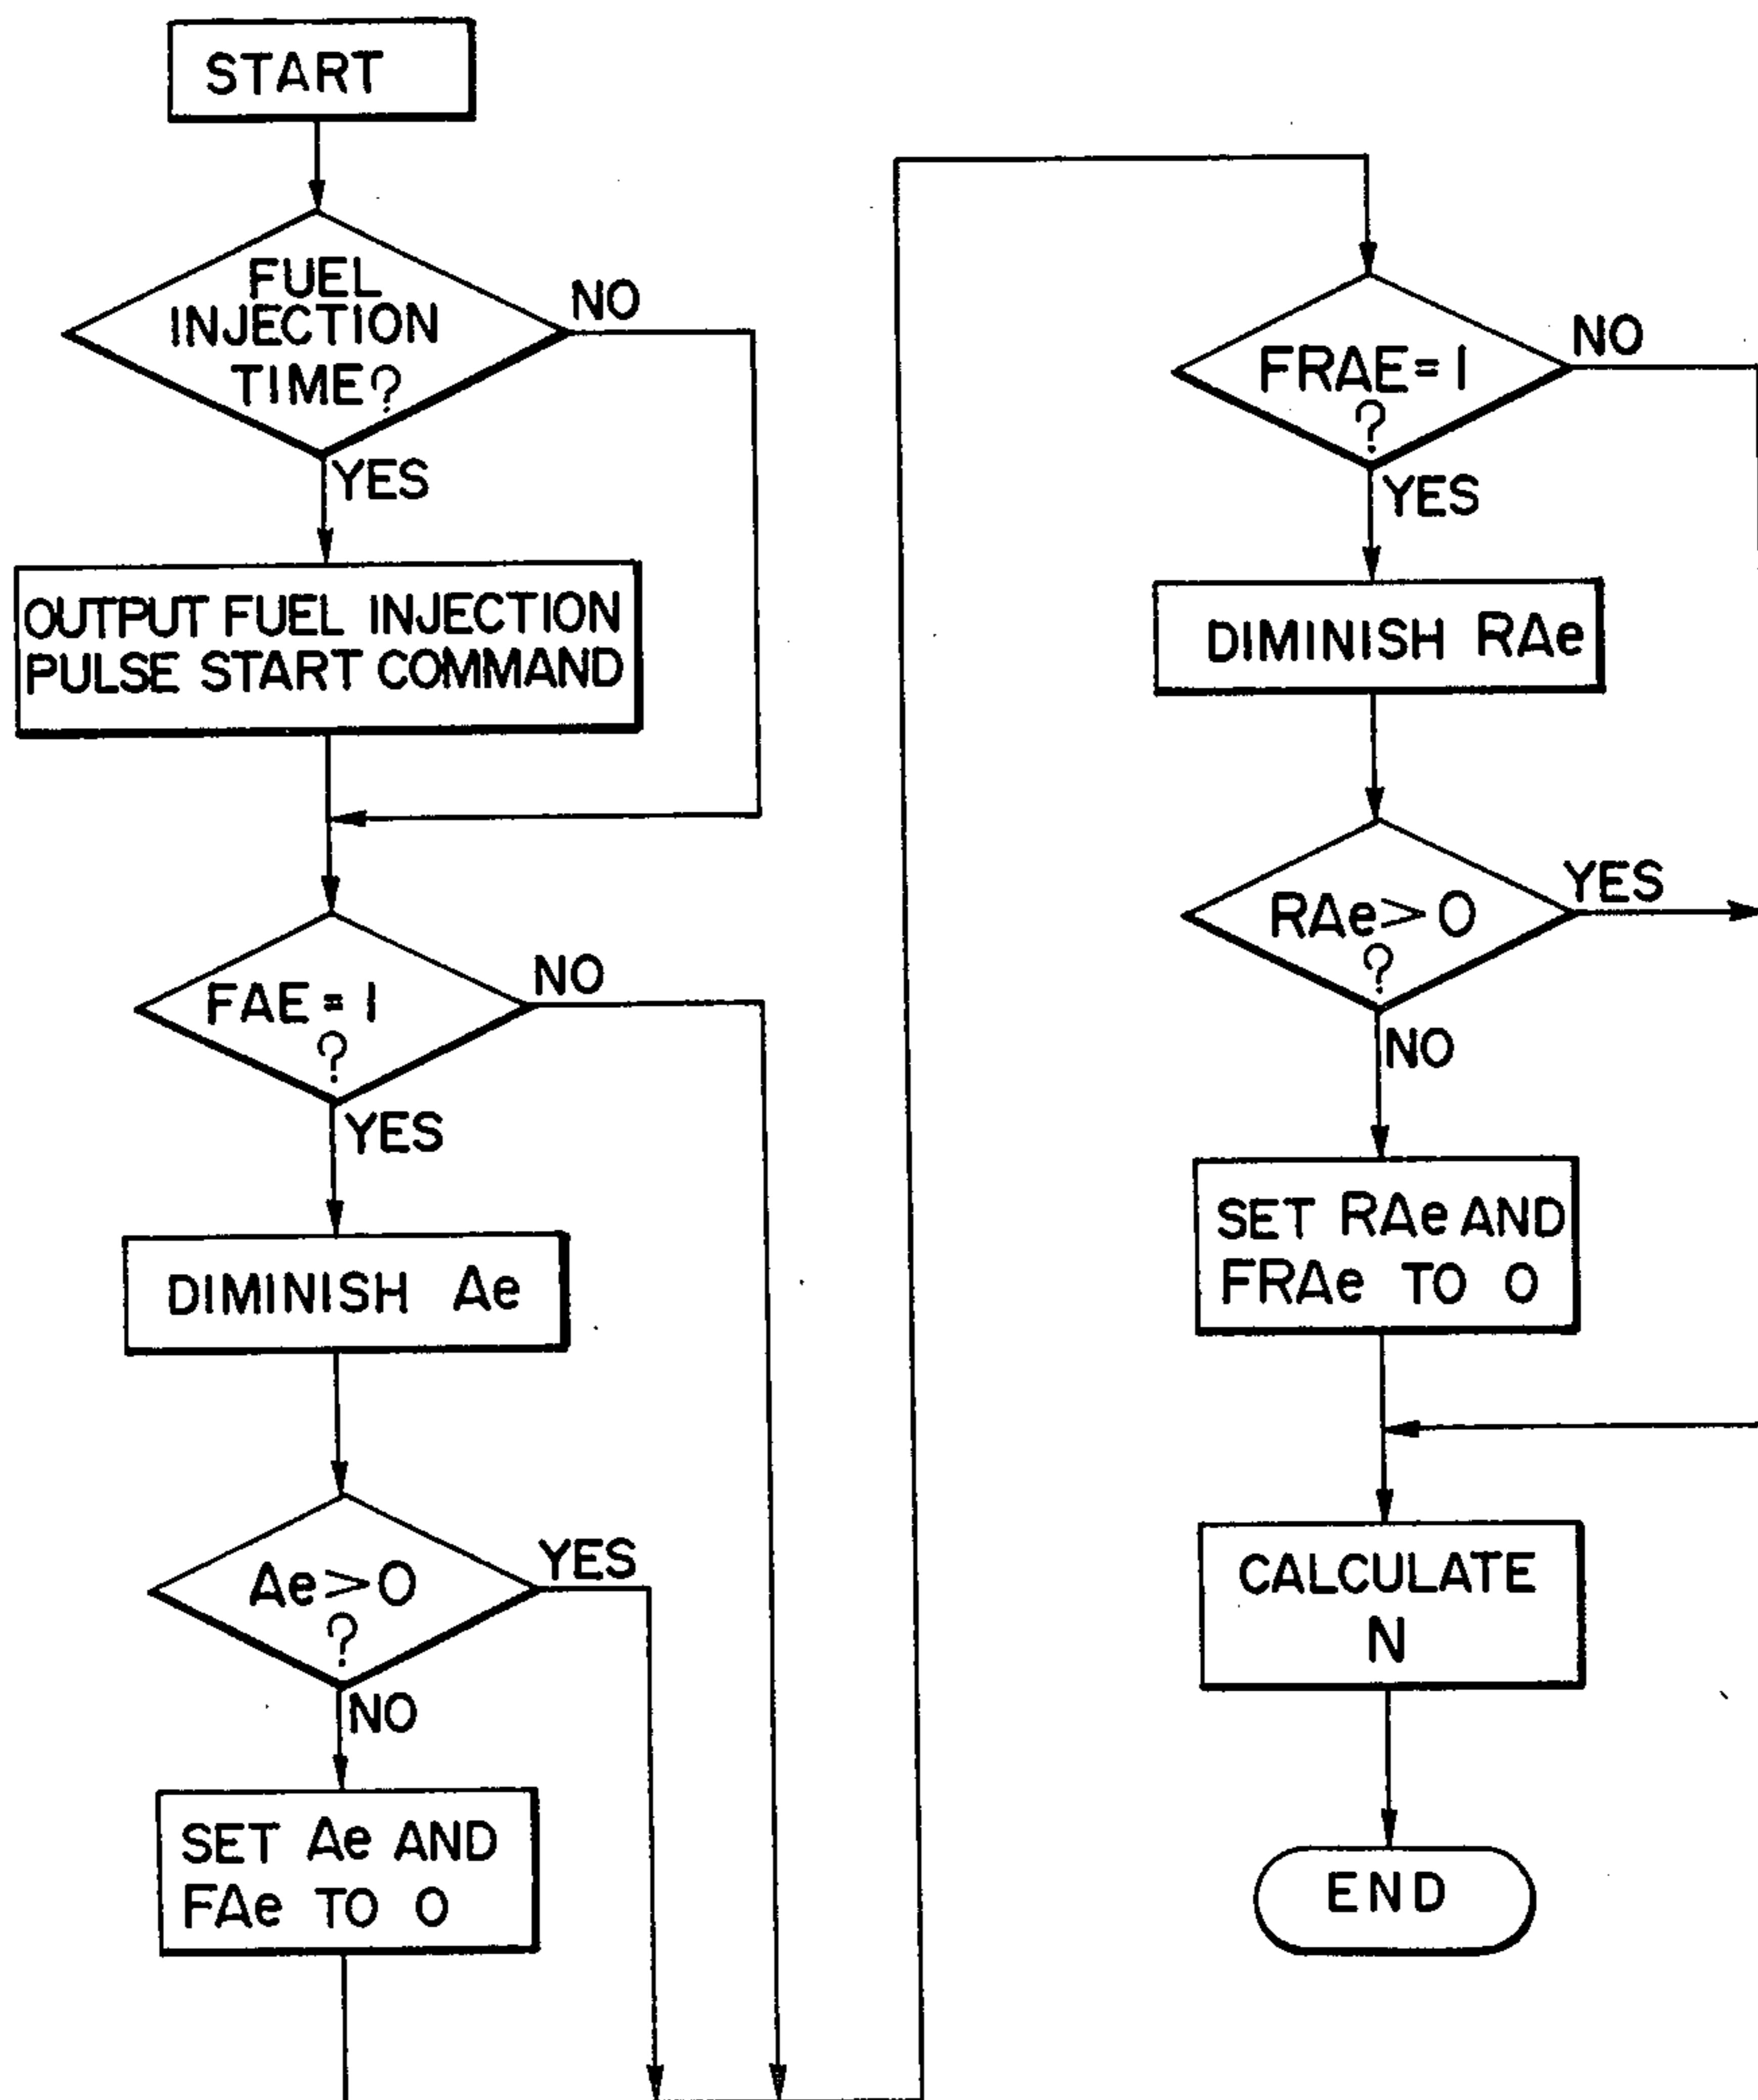 START
FUEL
INJECTION
TIME?
NO
YES
OUTPUT FUEL INJECTION
PULSE START COMMAND
FAE=1
?
NO
YES
DIMINISH Ae
Ae>0
?
YES
NO
SET Ae AND
FAe TO 0
FRAE=1
?
NO
YES
DIMINISH RAe
RAe>0
?
YES
NO
SET RAe AND
FRAe TO 0
CALCULATE
N
END